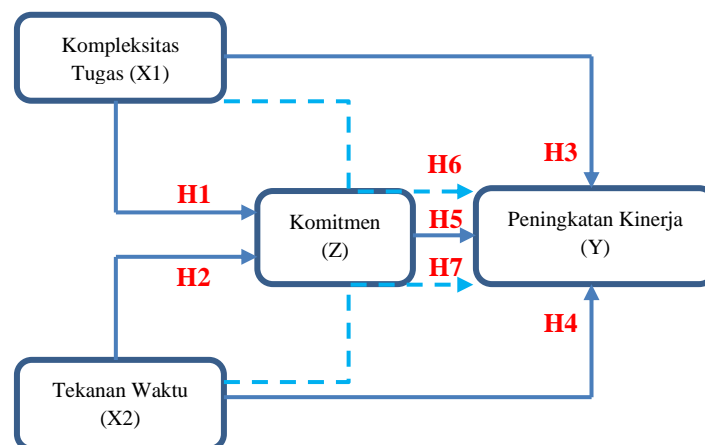 Kompleksitas
Tugas (X1)
H3
H6
H1
Komitmen
(Z)
H5
Peningkatan Kinerja
(Y)
H2
H7
H4
Tekanan Waktu
(X2)